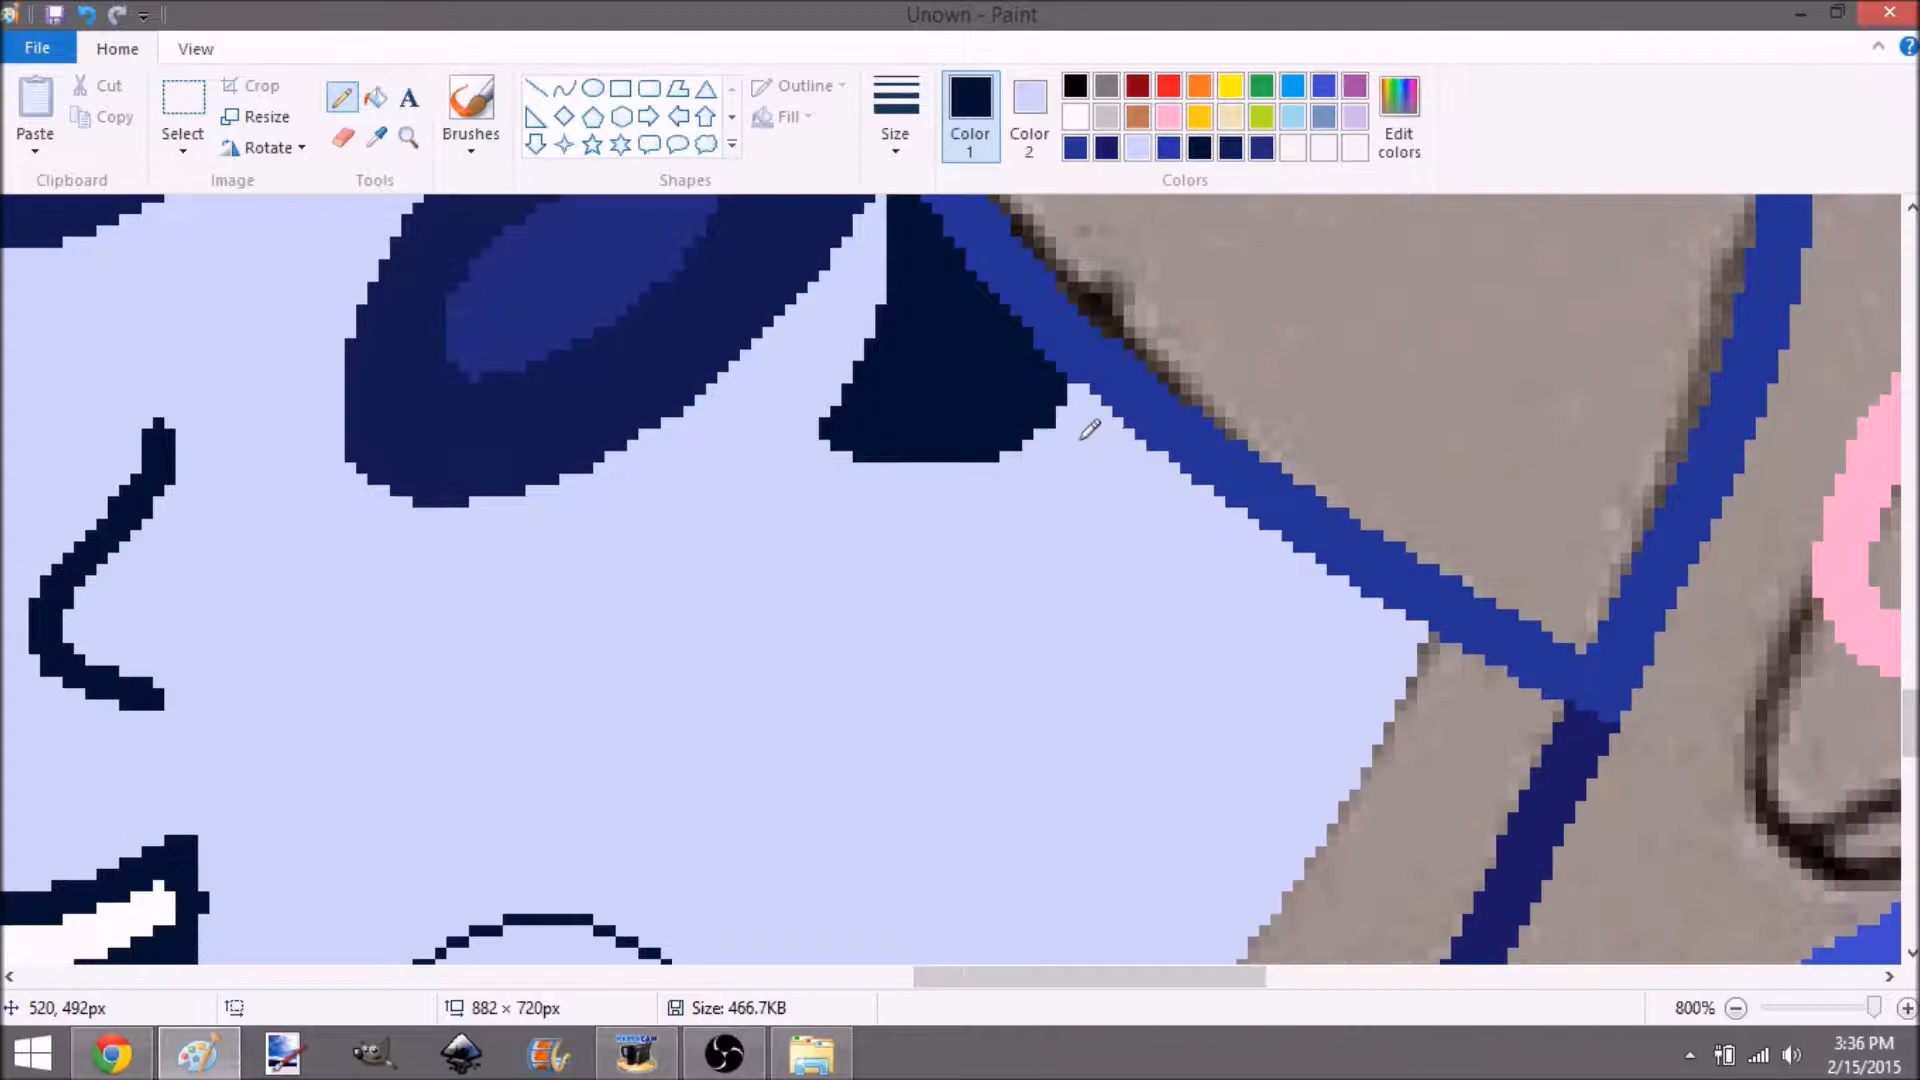 Unown - Paint
File Home View
Paste
Cut
Copy
Clipboard
Select
Crop
Resize
Rotate
Image
A
Tools
Brushes
Shapes
Outline
Fill
Size
Color 1
Color 2
Edit colors
Colors
520, 492px
882 × 720px
Size: 466.7KB
800%
3:36 PM
2/15/2015